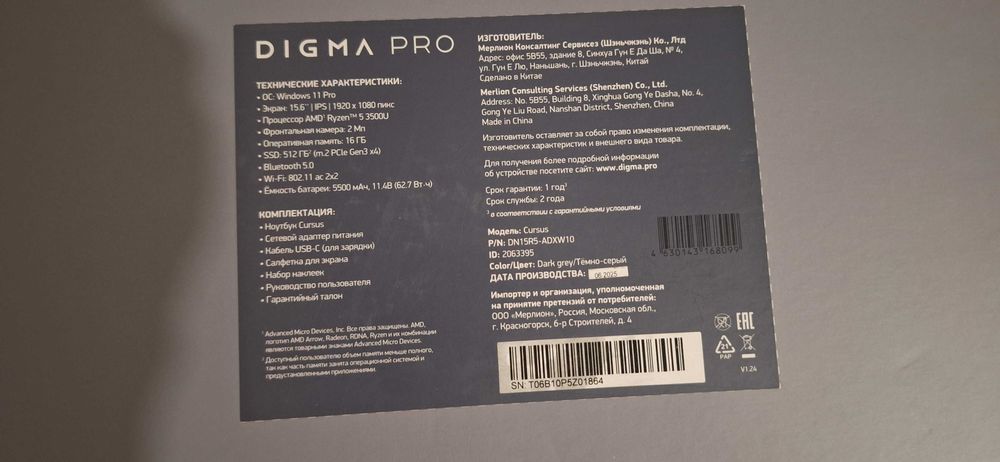 DIGMA PRO
ТЕХНИЧЕСКИЕ ХАРАКТЕРИСТИКИ:
• ОС: Windows 11 Pro
• Экран: 15.6'' | IPS | 1920 x 1080 пикс
• Процессор AMD¹ Ryzen™ 5 3500U
• Фронтальная камера: 2 Мп
• Оперативная память: 16 ГБ
• SSD: 512 ГБ² (m.2 PCIe Gen3 x4)
• Bluetooth 5.0
• Wi-Fi: 802.11 ac 2x2
• Ёмкость батареи: 5500 мАч, 11.4В (62.7 Вт·ч)
КОМПЛЕКТАЦИЯ:
• Ноутбук Cursus
• Сетевой адаптер питания
• Кабель USB-C (для зарядки)
• Салфетка для экрана
• Набор наклеек
• Руководство пользователя
• Гарантийный талон
¹ Advanced Micro Devices, Inc. Все права защищены. AMD,
логотип AMD Arrow, Radeon, RDNA, Ryzen и их комбинации
являются товарными знаками Advanced Micro Devices.
² Доступный пользователю объем памяти меньше полного,
так как часть памяти занята операционной системой и
предустановленными приложениями.
ИЗГОТОВИТЕЛЬ:
Мерлион Консалтинг Сервисез (Шэньчжэнь) Ко., Лтд
Адрес: офис 5B55, здание 8, Синхуа Гун Е Да Ша, № 4,
ул. Гун Е Лю, Наньшань, г. Шэньчжэнь, Китай
Сделано в Китае
Merlion Consulting Services (Shenzhen) Co., Ltd.
Address: No. 5B55, Building 8, Xinghua Gong Ye Dasha, No. 4,
Gong Ye Liu Road, Nanshan District, Shenzhen, China
Made in China
Изготовитель оставляет за собой право изменения комплектации,
технических характеристик и внешнего вида товара.
Для получения более подробной информации
об устройстве посетите сайт: www.digma.pro
Срок гарантии: 1 год³
Срок службы: 2 года
³ в соответствии с гарантийными условиями
Модель: Cursus
P/N: DN15R5-ADXW10
ID: 2063395
Color/Цвет: Dark grey/Тёмно-серый
ДАТА ПРОИЗВОДСТВА: 06.2025
4 630143 168099
Импортер и организация, уполномоченная
на принятие претензий от потребителей:
ООО «Мерлион», Россия, Московская обл.,
г. Красногорск, б-р Строителей, д. 4
EAC
21
PAP
V1.24
SN: T06B10P5Z01864